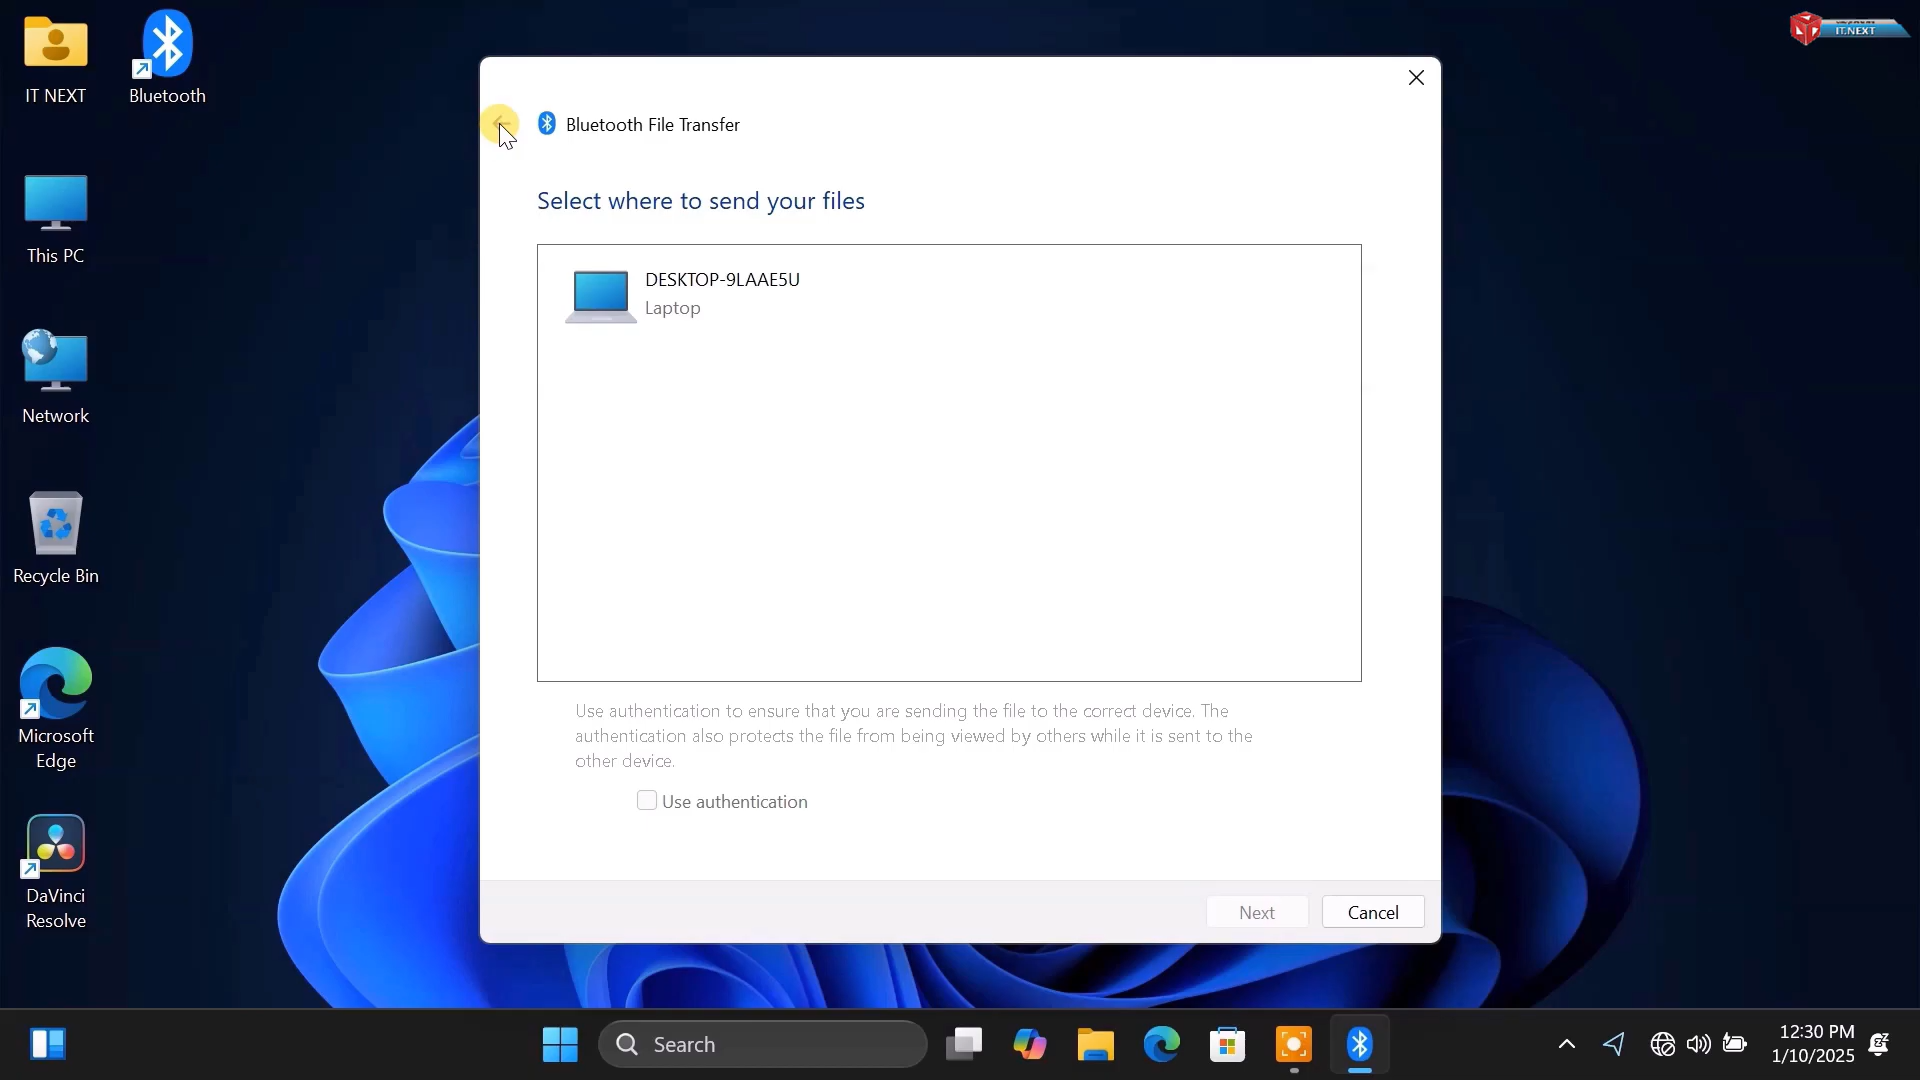 IT NEXT
Bluetooth
IT.NEXT
Bluetooth File Transfer
Select where to send your files
This PC
DESKTOP-9LAAE5U
Laptop
Network
Recycle Bin
Use authentication to ensure that you are sending the file to the correct device. The
authentication also protects the file from being viewed by others while it is sent to the
other device.
Microsoft
Edge
Use authentication
DaVinci
Resolve
Next
Cancel
Search
12:30 PM
1/10/2025